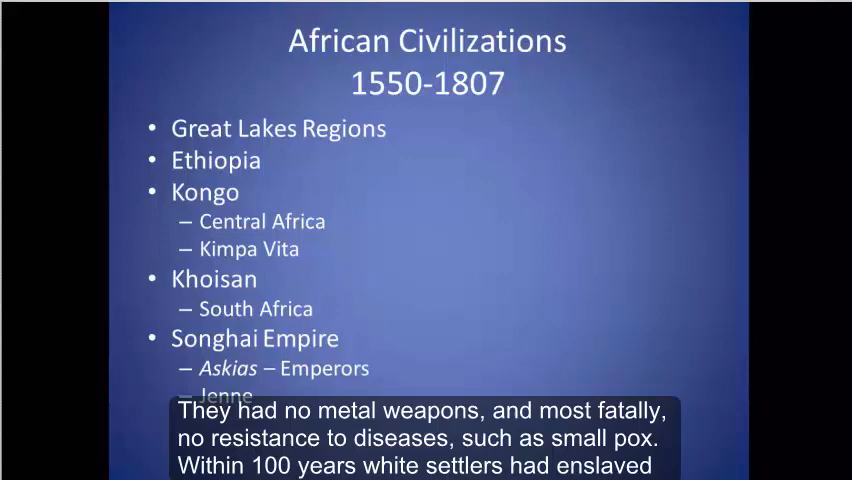 African Civilizations
1550-1807
• Great Lakes Regions
• Ethiopia
• Kongo
– Central Africa
– Kimpa Vita
• Khoisan
– South Africa
• Songhai Empire
– Askias – Emperors
– Jenne
They had no metal weapons, and most fatally,
no resistance to diseases, such as small pox.
Within 100 years white settlers had enslaved